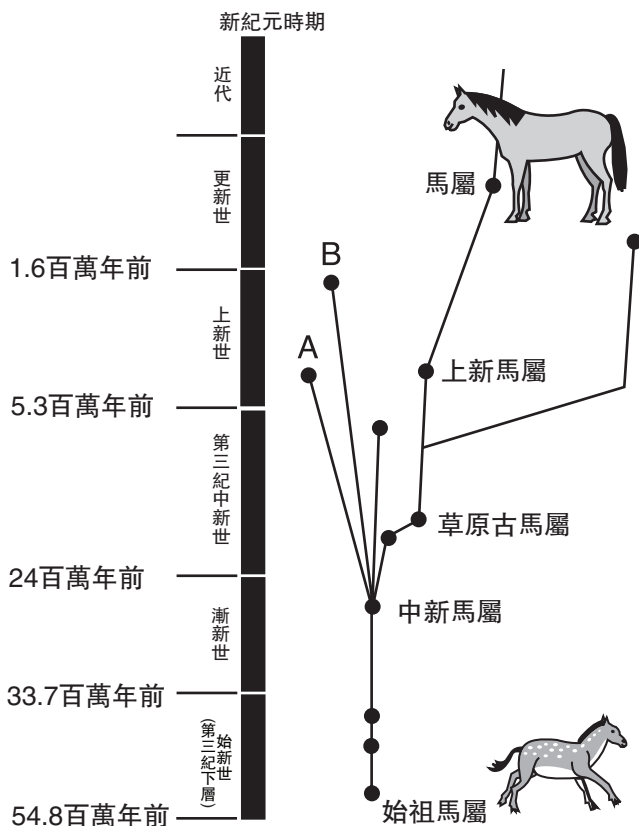 新紀元時期
近代
更新世
馬屬
1.6百萬年前
B
上新世
A
上新馬屬
5.3百萬年前
第三紀中新世
草原古馬屬
24百萬年前
中新馬屬
漸新世
33.7百萬年前
始新世
(第三紀下層)
始祖馬屬
54.8百萬年前